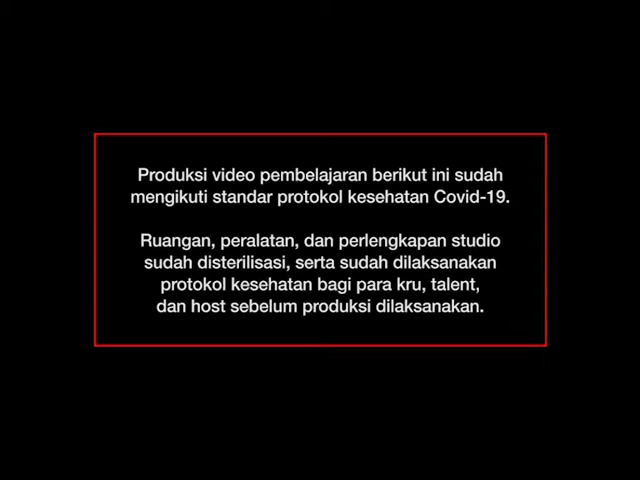 Produksi video pembelajaran berikut ini sudah
mengikuti standar protokol kesehatan Covid-19.
Ruangan, peralatan, dan perlengkapan studio
sudah disterilisasi, serta sudah dilaksanakan
protokol kesehatan bagi para kru, talent,
dan host sebelum produksi dilaksanakan.